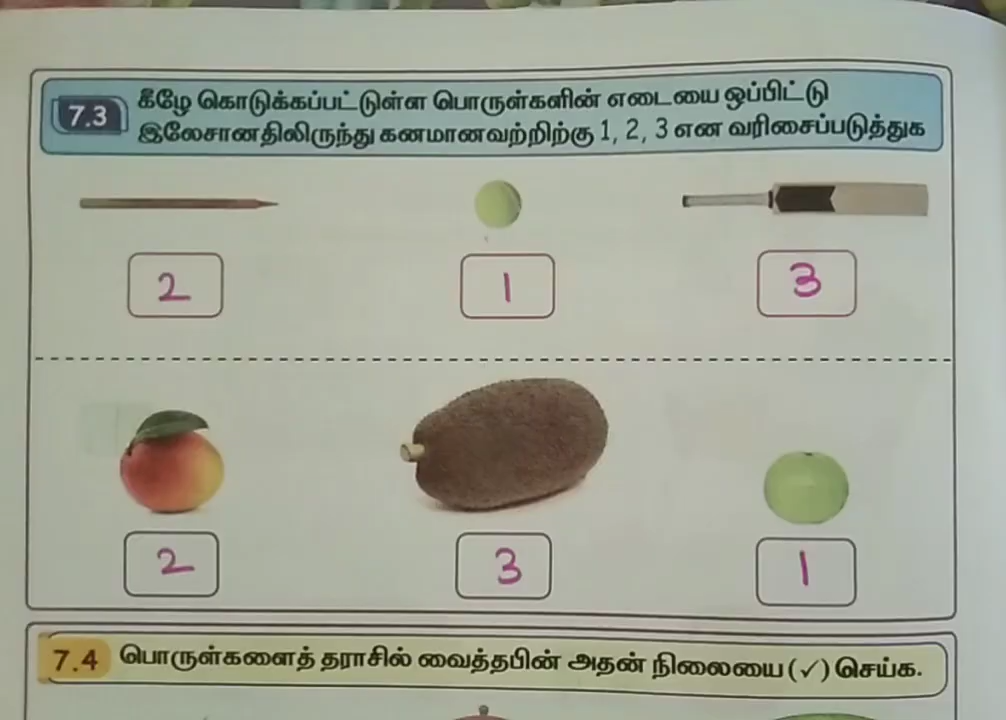 7.3 கீழே கொடுக்கப்பட்டுள்ள பொருள்களின் எடையை ஒப்பிட்டு
இலேசானதிலிருந்து கனமானவற்றிற்கு 1, 2, 3 என வரிசைப்படுத்துக
2 1 3
2 3 1
7.4 பொருள்களைத் தராசில் வைத்தபின் அதன் நிலையை (✓) செய்க.